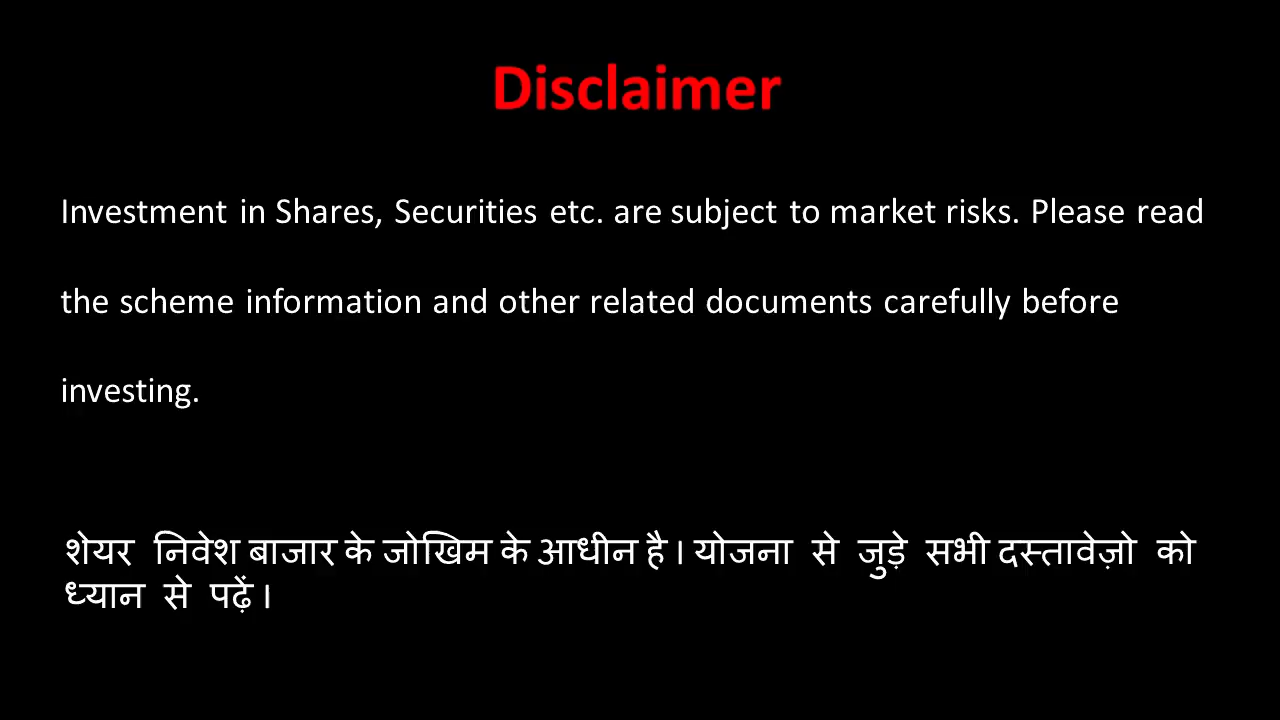 Disclaimer
Investment in Shares, Securities etc. are subject to market risks. Please read
the scheme information and other related documents carefully before
investing.
शेयर निवेश बाजार के जोखिम के आधीन है । योजना से जुड़े सभी दस्तावेज़ो को
ध्यान से पढ़ें ।